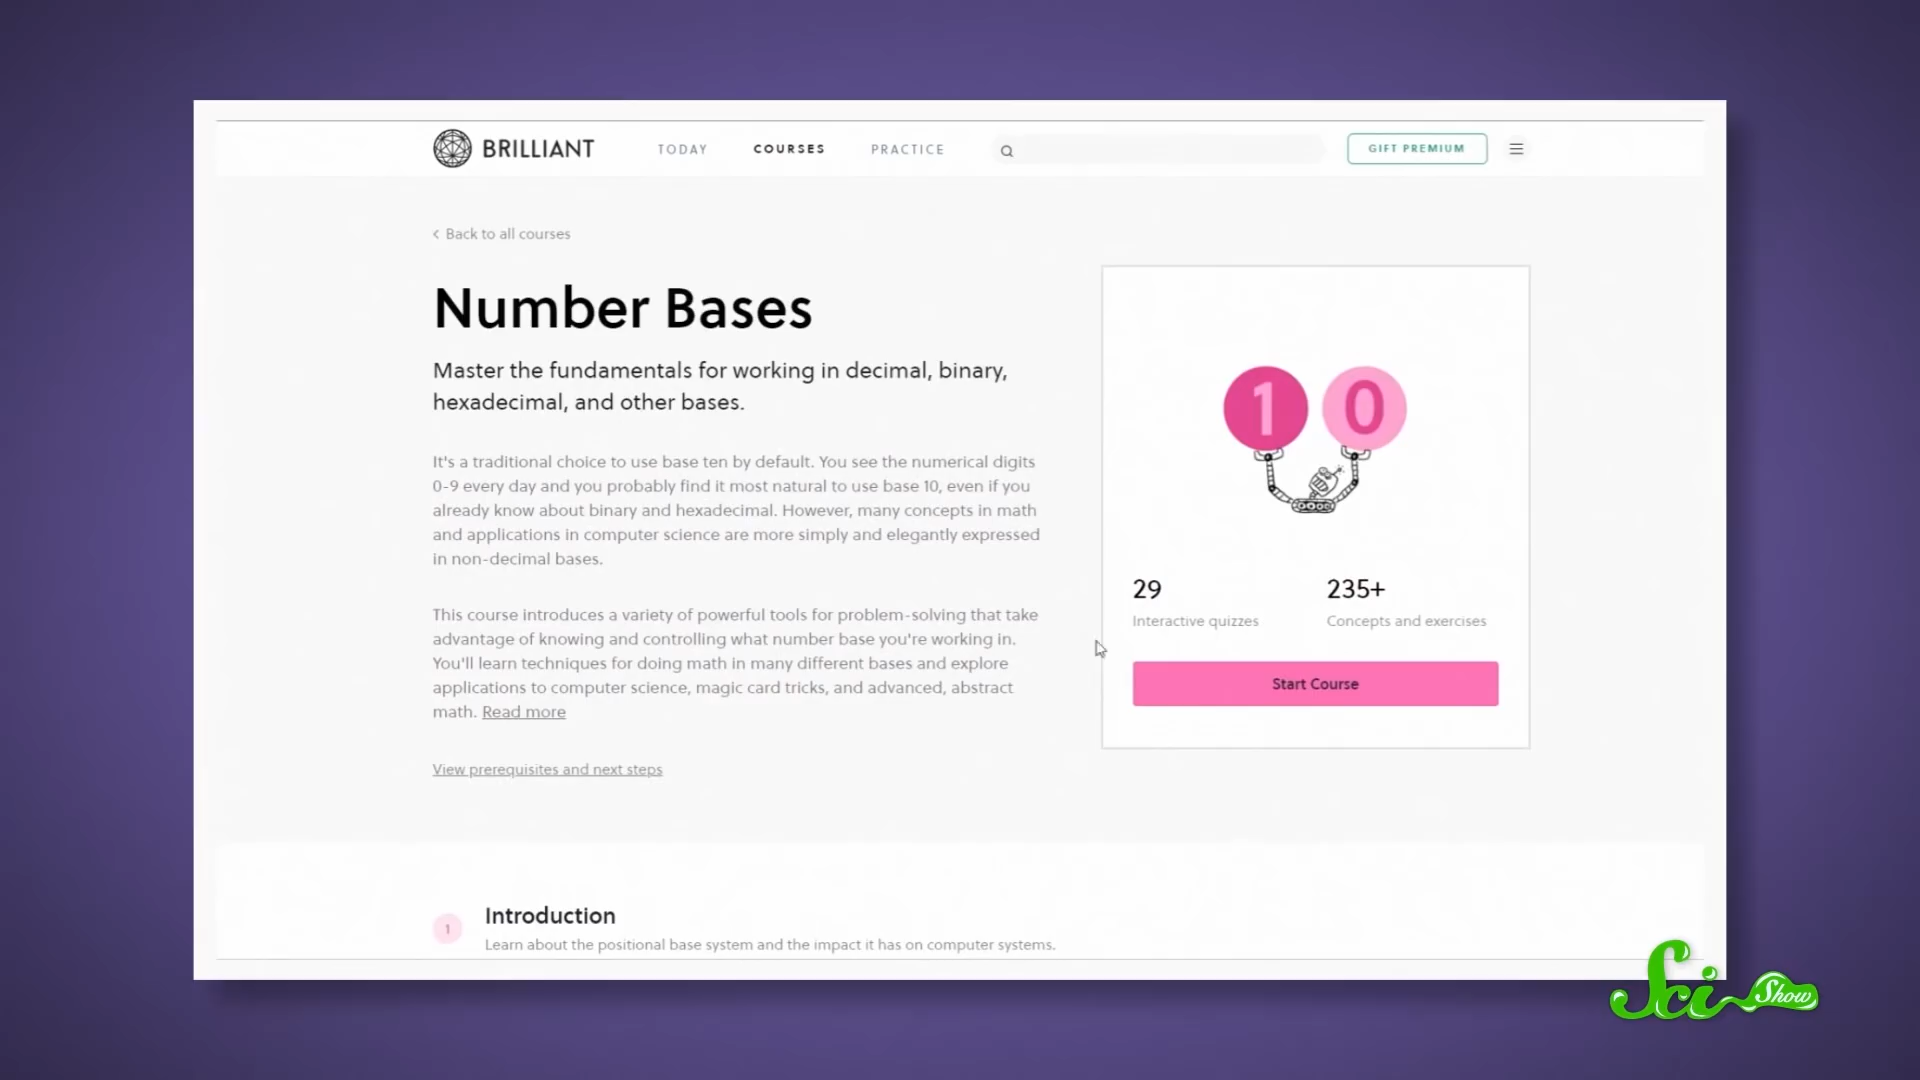 BRILLIANT
TODAY
COURSES
PRACTICE
GIFT PREMIUM
< Back to all courses
Number Bases
Master the fundamentals for working in decimal, binary,
hexadecimal, and other bases.
It's a traditional choice to use base ten by default. You see the numerical digits
0-9 every day and you probably find it most natural to use base 10, even if you
already know about binary and hexadecimal. However, many concepts in math
and applications in computer science are more simply and elegantly expressed
in non-decimal bases.
This course introduces a variety of powerful tools for problem-solving that take
advantage of knowing and controlling what number base you're working in.
You'll learn techniques for doing math in many different bases and explore
applications to computer science, magic card tricks, and advanced, abstract
math. Read more
View prerequisites and next steps
1 0
29
Interactive quizzes
235+
Concepts and exercises
Start Course
1
Introduction
Learn about the positional base system and the impact it has on computer systems.
Sci Show